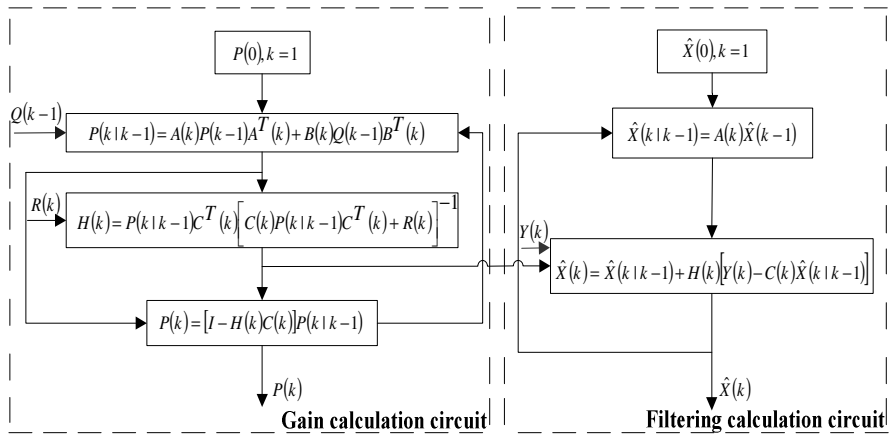 P(0), k = 1
Q(k−1)
P(k | k−1) = A(k)P(k−1)A^T(k) + B(k)Q(k−1)B^T(k)
R(k)
H(k) = P(k | k−1)C^T(k)[C(k)P(k | k−1)C^T(k) + R(k)]^−1
P(k) = [I − H(k)C(k)]P(k | k−1)
P(k)
Gain calculation circuit
X̂(0), k = 1
X̂(k | k−1) = A(k)X̂(k−1)
Y(k)
X̂(k) = X̂(k | k−1) + H(k)[Y(k) − C(k)X̂(k | k−1)]
X̂(k)
Filtering calculation circuit